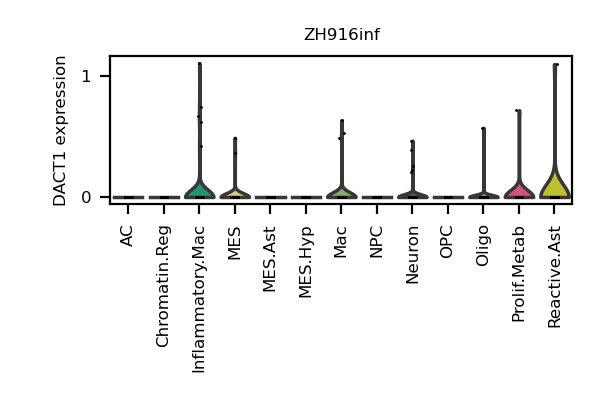 ZH916inf
DACT1 expression
1
0
AC
Chromatin.Reg
Inflammatory.Mac
MES
MES.Ast
MES.Hyp
Mac
NPC
Neuron
OPC
Oligo
Prolif.Metab
Reactive.Ast